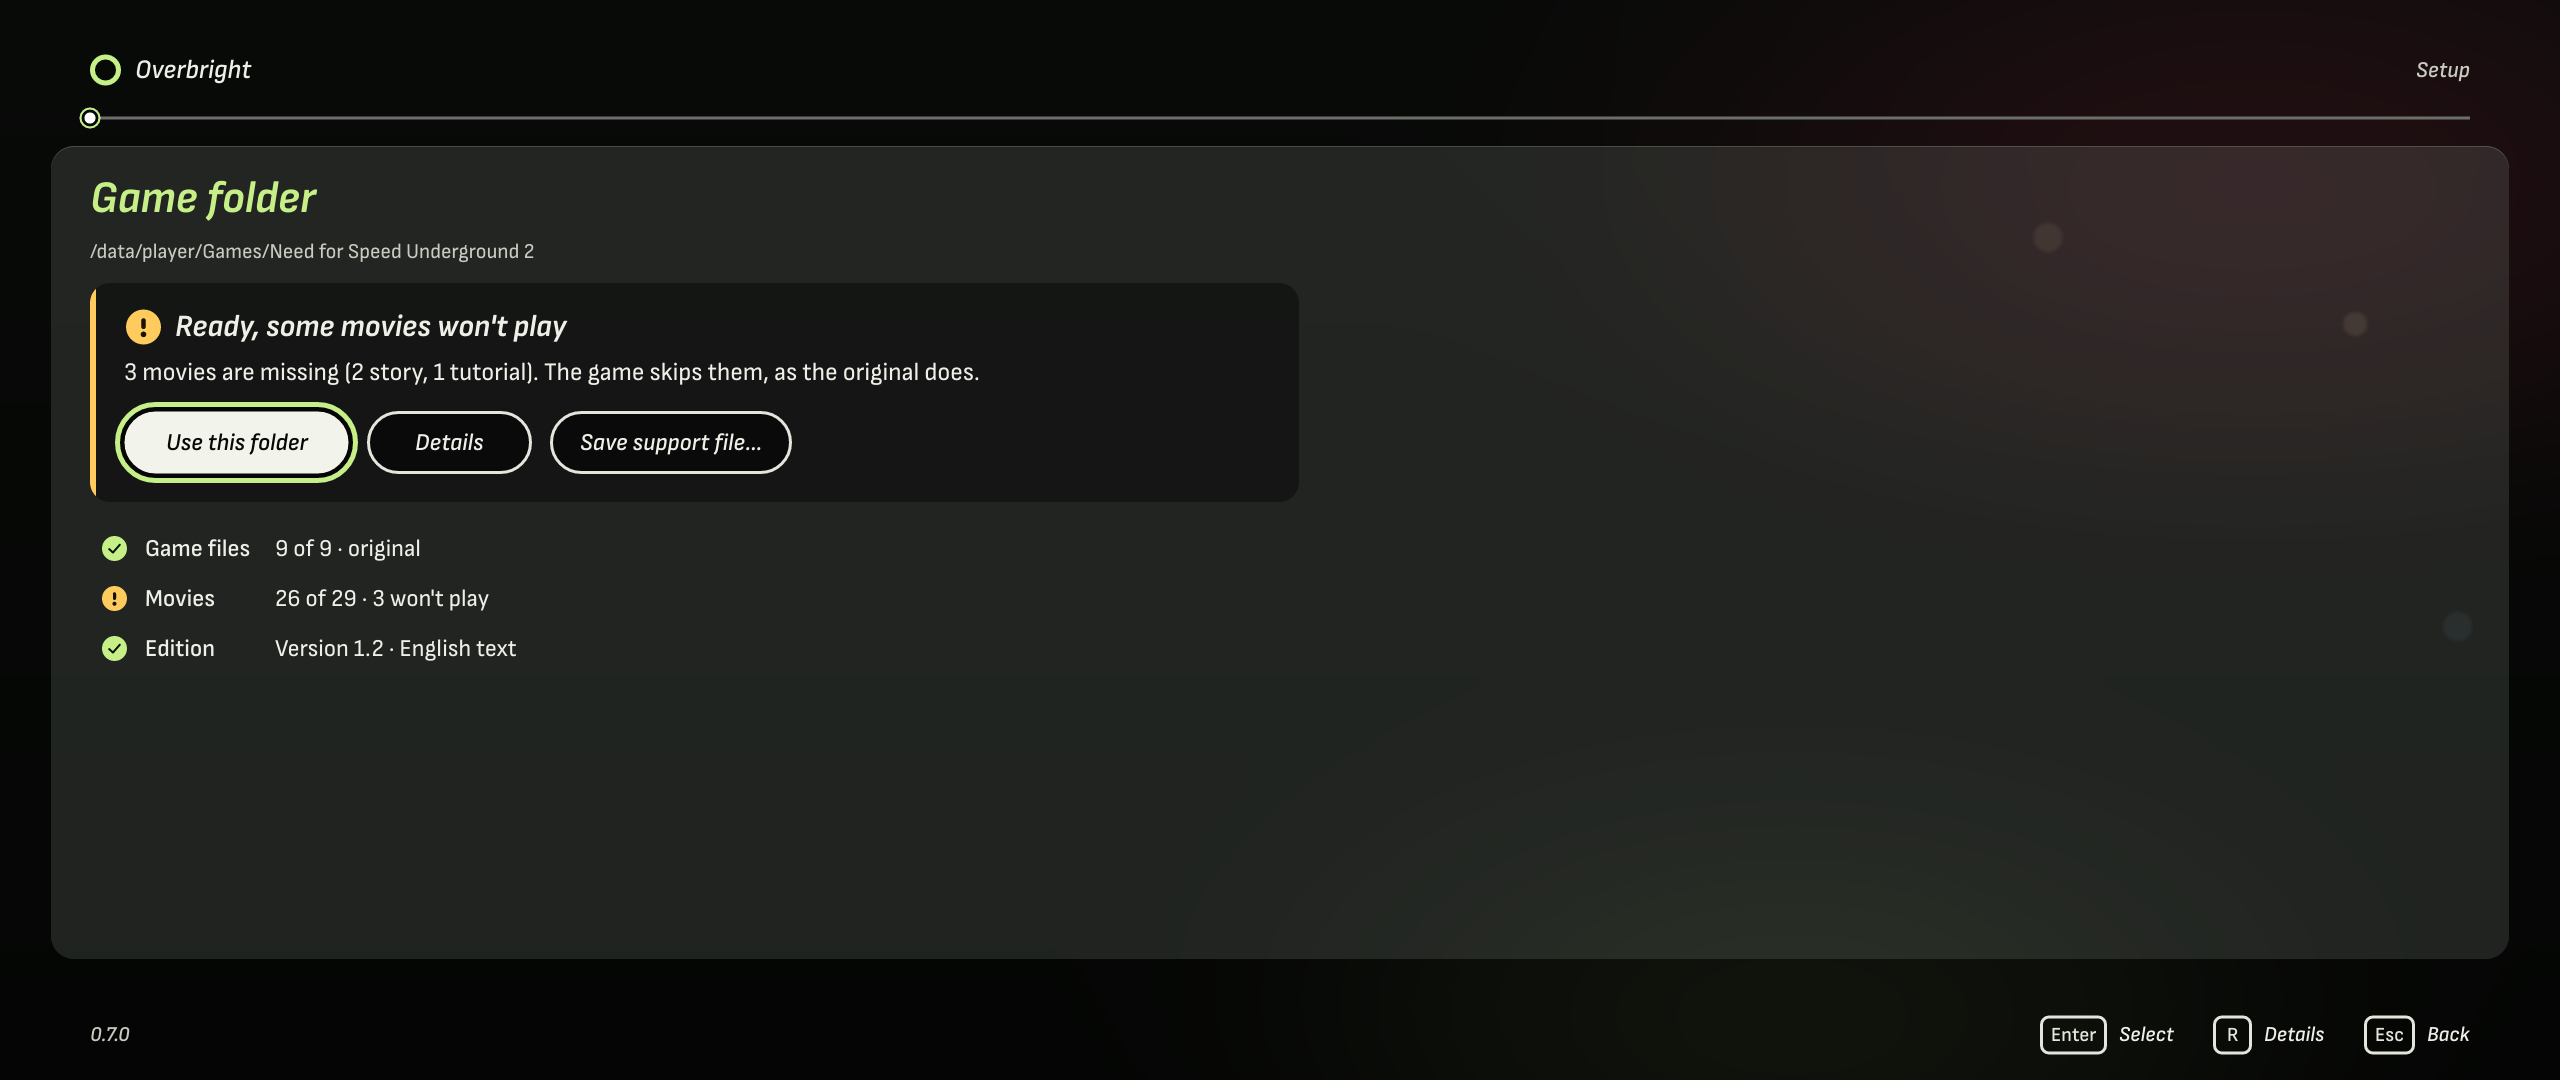 Overbright
Setup
Game folder
/data/player/Games/Need for Speed Underground 2
Ready, some movies won't play
3 movies are missing (2 story, 1 tutorial). The game skips them, as the original does.
Use this folder
Details
Save support file...
Game files 9 of 9 · original
Movies 26 of 29 · 3 won't play
Edition Version 1.2 · English text
0.7.0
Enter Select R Details Esc Back